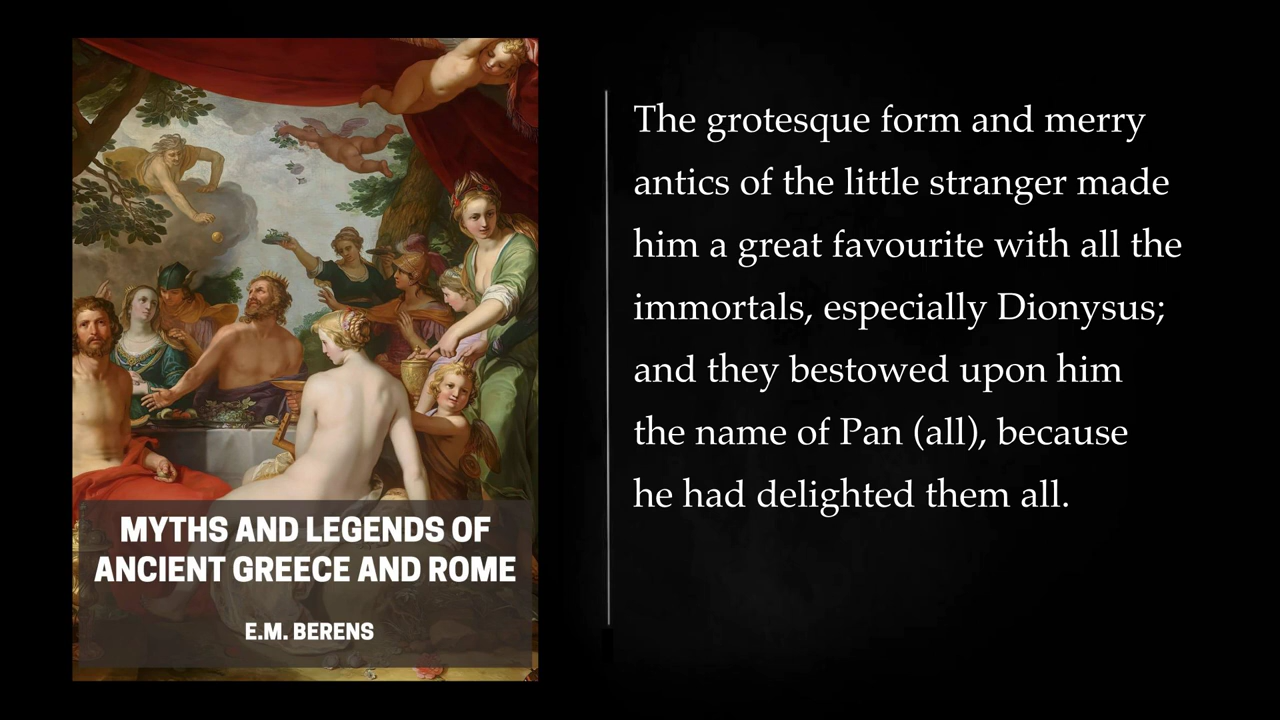 MYTHS AND LEGENDS OF
ANCIENT GREECE AND ROME
E.M. BERENS
The grotesque form and merry
antics of the little stranger made
him a great favourite with all the
immortals, especially Dionysus;
and they bestowed upon him
the name of Pan (all), because
he had delighted them all.